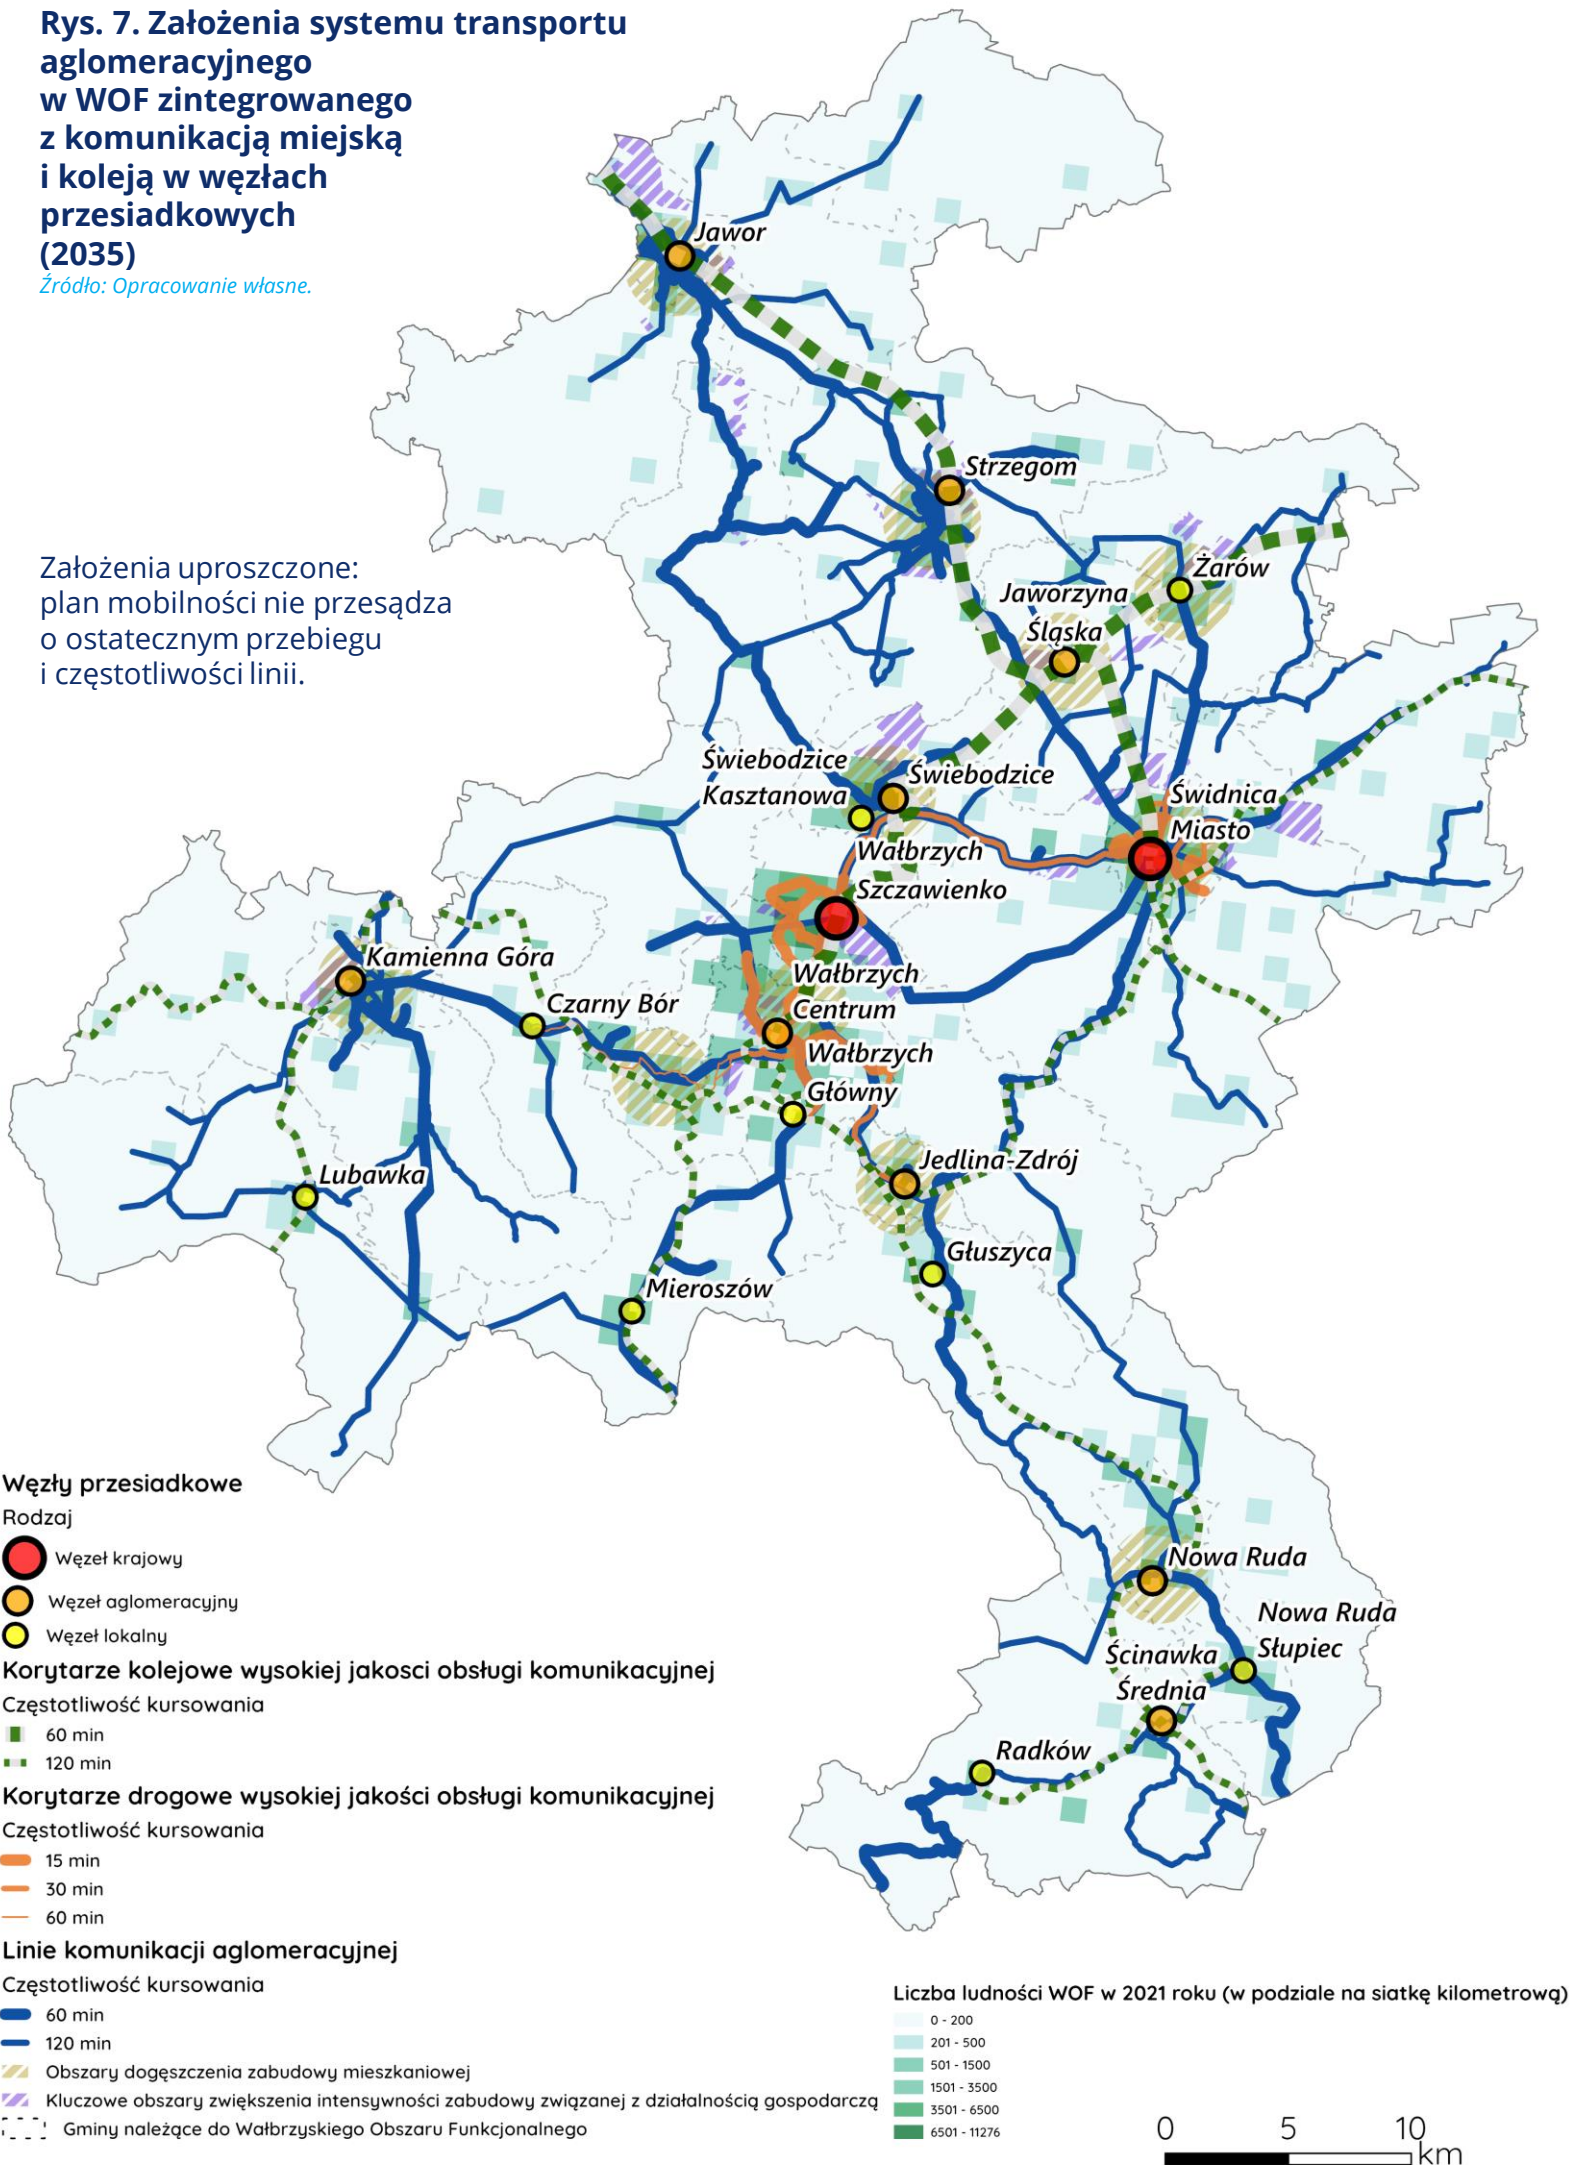 Rys. 7. Założenia systemu transportu
aglomeracyjnego
w WOF zintegrowanego
z komunikacją miejską
i koleją w węzłach
przesiadkowych
(2035)
Źródło: Opracowanie własne.
Założenia uproszczone:
plan mobilności nie przesądza
o ostatecznym przebiegu
i częstotliwości linii.
Jawor
Strzegom
Żarów
Jaworzyna
Śląska
Świebodzice
Kasztanowa
Świebodzice
Świdnica
Miasto
Wałbrzych
Szczawienko
Kamienna Góra
Czarny Bór
Wałbrzych
Centrum
Wałbrzych
Główny
Jedlina-Zdrój
Lubawka
Głuszyca
Mieroszów
Nowa Ruda
Nowa Ruda
Słupiec
Ścinawka
Średnia
Radków
Węzły przesiadkowe
Rodzaj
Węzeł krajowy
Węzeł aglomeracyjny
Węzeł lokalny
Korytarze kolejowe wysokiej jakosci obsługi komunikacyjnej
Częstotliwość kursowania
60 min
120 min
Korytarze drogowe wysokiej jakości obsługi komunikacyjnej
Częstotliwość kursowania
15 min
30 min
60 min
Linie komunikacji aglomeracyjnej
Częstotliwość kursowania
60 min
120 min
Obszary dogęszczenia zabudowy mieszkaniowej
Kluczowe obszary zwiększenia intensywności zabudowy związanej z działalnością gospodarczą
Gminy należące do Wałbrzyskiego Obszaru Funkcjonalnego
Liczba ludności WOF w 2021 roku (w podziale na siatkę kilometrową)
0 - 200
201 - 500
501 - 1500
1501 - 3500
3501 - 6500
6501 - 11276
0 5 10
km